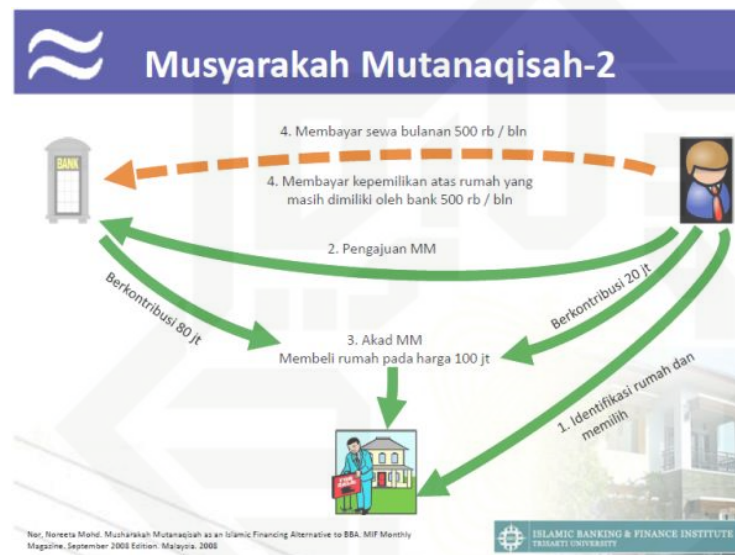 Musyarakah Mutanaqisah-2
4. Membayar sewa bulanan 500 rb / bln
BANK
4. Membayar kepemilikan atas rumah yang
masih dimiliki oleh bank 500 rb / bln
2. Pengajuan MM
Berkontribusi 80 jt
Berkontribusi 20 jt
3. Akad MM
Membeli rumah pada harga 100 jt
1. Identifikasi rumah dan
memilih
FOR
SALE
Nor, Noreeta Mohd. Musharakah Mutanaqisah as an Islamic Financing Alternative to BBA. MIF Monthly
Magazine. September 2008 Edition. Malaysia. 2008
ISLAMIC BANKING & FINANCE INSTITUTE
TRISAKTI UNIVERSITY